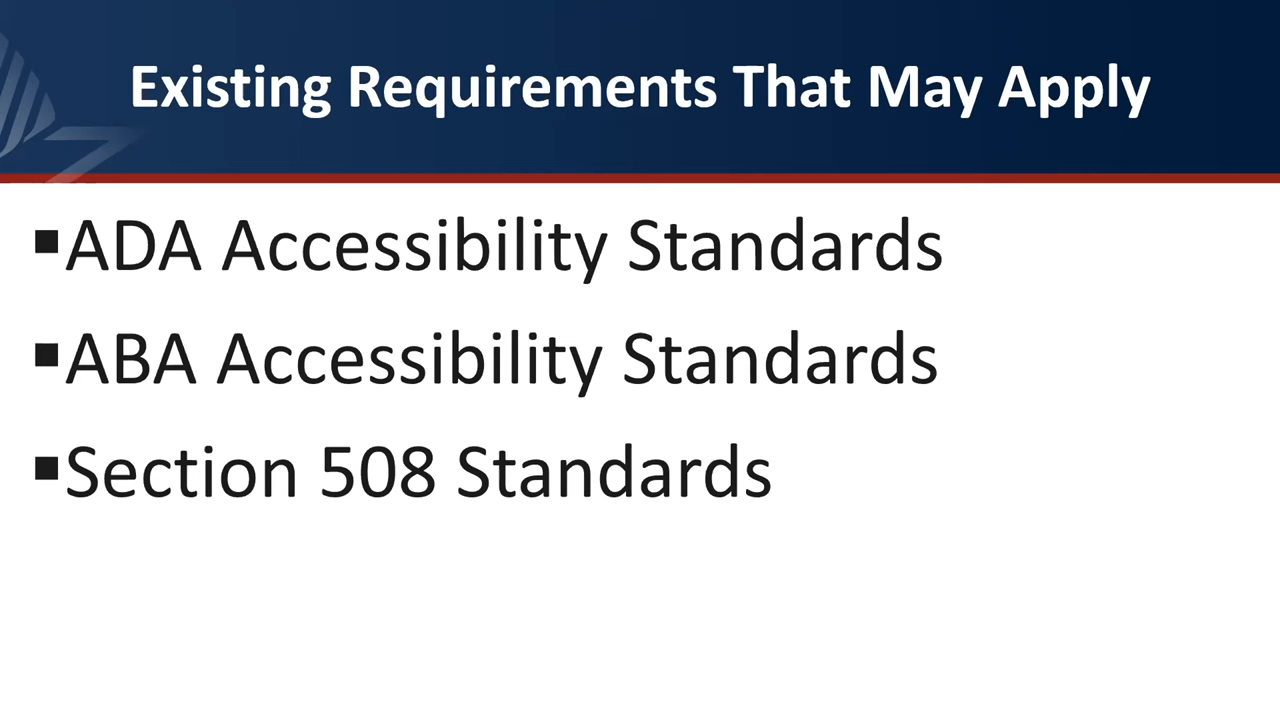 Existing Requirements That May Apply
▪ADA Accessibility Standards
▪ABA Accessibility Standards
▪Section 508 Standards